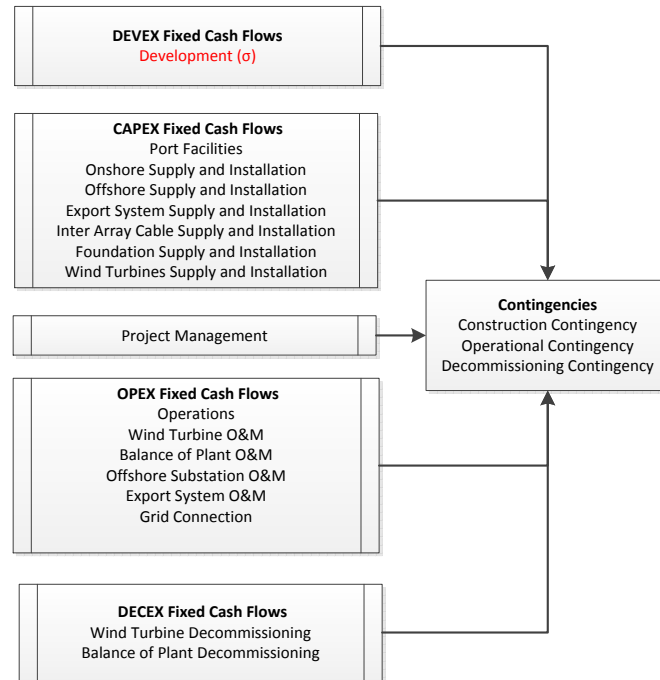 DEVEX Fixed Cash Flows
Development (σ)
CAPEX Fixed Cash Flows
Port Facilities
Onshore Supply and Installation
Offshore Supply and Installation
Export System Supply and Installation
Inter Array Cable Supply and Installation
Foundation Supply and Installation
Wind Turbines Supply and Installation
Project Management
OPEX Fixed Cash Flows
Operations
Wind Turbine O&M
Balance of Plant O&M
Offshore Substation O&M
Export System O&M
Grid Connection
DECEX Fixed Cash Flows
Wind Turbine Decommissioning
Balance of Plant Decommissioning
Contingencies
Construction Contingency
Operational Contingency
Decommissioning Contingency